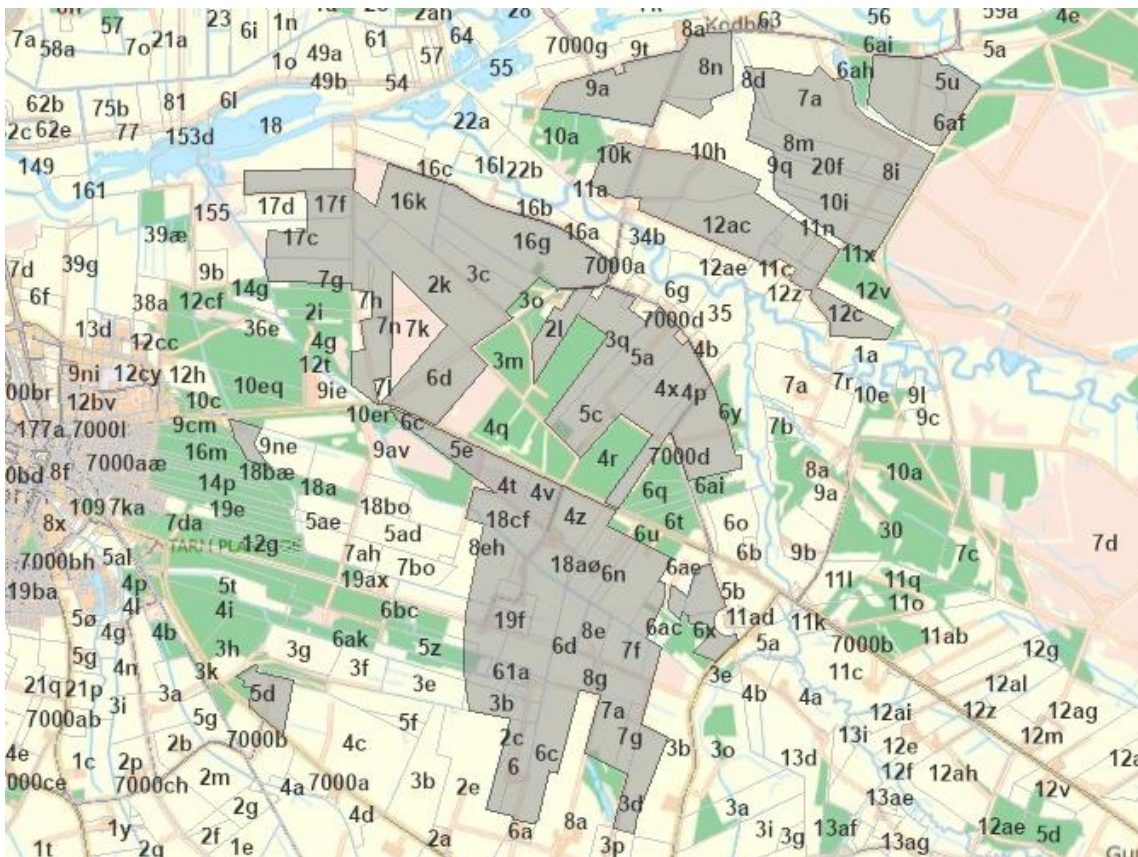 57
23
1n
2an
64
8a
Kodbøl
63
56
59a
4e
7a
58a
7o
21a
6i
1o
49a
61
57
55
7000g
9t
8n
8d
6ai
5a
49b
54
9a
6ah
7a
5u
62b
75b
81
6l
18
22a
6af
62e
77
153d
10a
10k
10h
8m
9q
20f
8i
149
161
16c
16l
22b
11a
10i
17d
17f
16k
16b
155
16a
12ac
11n
39æ
17c
16g
34b
11x
7d
39g
9b
7000a
12ae
11c
14g
7g
2k
3c
6g
12z
12v
6f
38a
12cf
2i
7h
3o
7000d
35
12c
13d
36e
7n
7k
2l
3q
12cc
4g
3m
5a
4b
1a
9ni
12cy
12h
12t
6d
7a
7r
00br
10eq
9ie
7l
4x
4p
10e
9l
12bv
10c
10er
6c
5c
6y
9c
177a
7000l
9cm
9ne
9av
4q
7b
5e
16m
4r
7000d
0bd
8f
7000aæ
18bæ
8a
10a
14p
18a
4t
4v
6q
6ai
9a
109
7ka
19e
18bo
18cf
4z
8x
7da
5ae
5ad
6t
6o
30
TARM PLANTAGE
12g
8eh
6u
7d
7000bh
5al
7ah
7bo
18aø
6n
6b
9b
7c
19ba
4p
5t
19ax
6ae
11l
11q
5b
4l
4i
6bc
19f
11o
5ø
8e
11ad
4g
4b
6ak
6ac
6x
11k
3h
3g
5z
6d
7f
5a
7000b
11ab
12g
5g
4n
3k
3f
3e
61a
8g
3e
11c
12al
21q
21p
3i
3a
5d
4b
4a
3b
7a
12ai
12z
12ag
7000ab
5g
5f
2c
7g
3b
13i
12m
4e
2b
7000b
4c
3o
12e
1c
2p
6
6c
13d
12f
12ah
000ce
7000ch
2m
4a
7000a
3b
2e
12v
2g
3d
3a
13ae
1y
4d
6a
8a
3i
13af
12ae
5d
1t
2q
2f
1e
2a
3p
3g
13ag